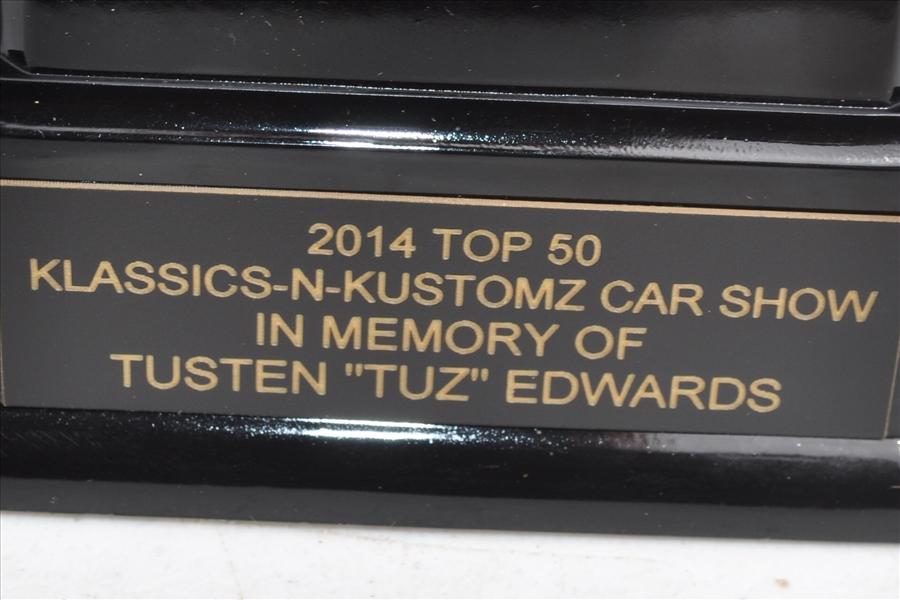 2014 TOP 50
KLASSICS-N-KUSTOMZ CAR SHOW
IN MEMORY OF
TUSTEN "TUZ" EDWARDS